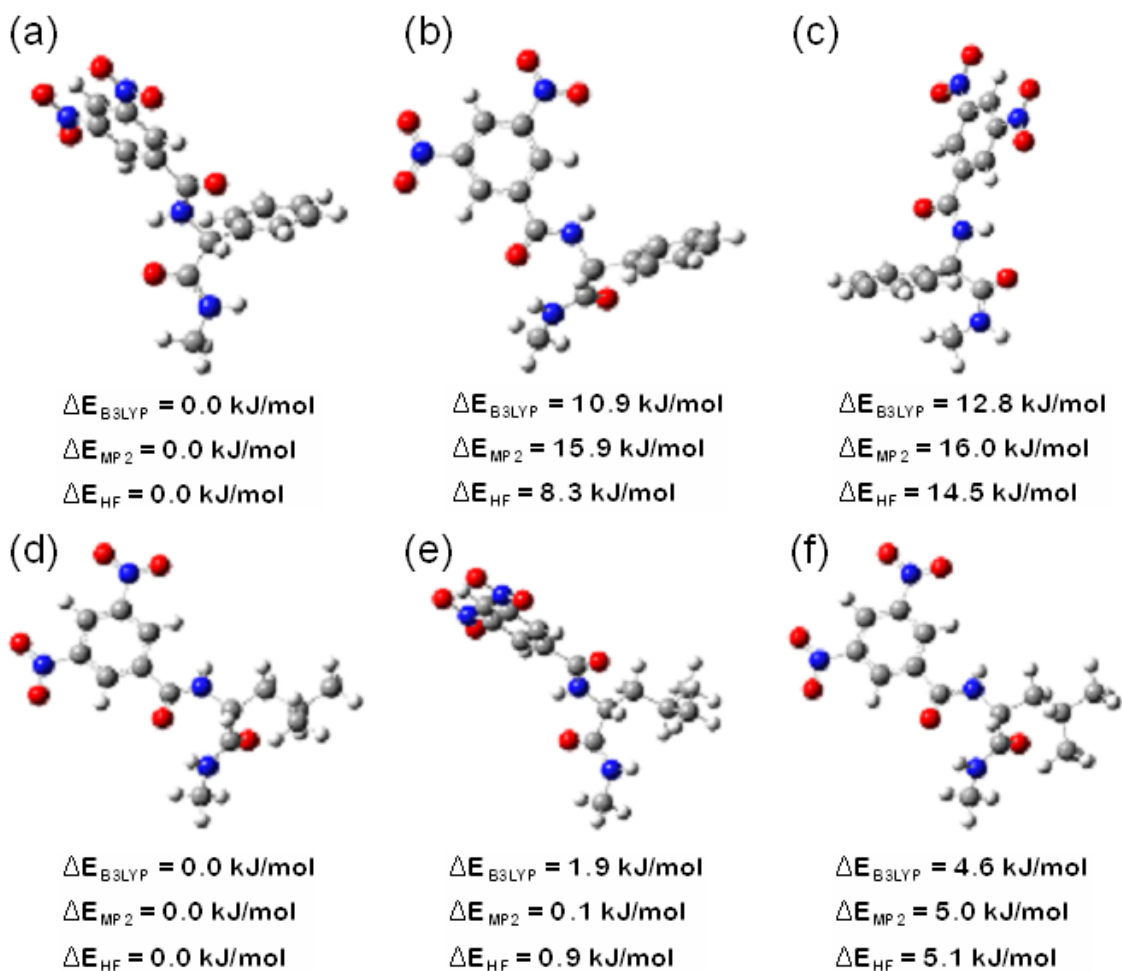 (a) (b) (c)
ΔE_B3LYP = 0.0 kJ/mol ΔE_B3LYP = 10.9 kJ/mol ΔE_B3LYP = 12.8 kJ/mol
ΔE_MP2 = 0.0 kJ/mol ΔE_MP2 = 15.9 kJ/mol ΔE_MP2 = 16.0 kJ/mol
ΔE_HF = 0.0 kJ/mol ΔE_HF = 8.3 kJ/mol ΔE_HF = 14.5 kJ/mol
(d) (e) (f)
ΔE_B3LYP = 0.0 kJ/mol ΔE_B3LYP = 1.9 kJ/mol ΔE_B3LYP = 4.6 kJ/mol
ΔE_MP2 = 0.0 kJ/mol ΔE_MP2 = 0.1 kJ/mol ΔE_MP2 = 5.0 kJ/mol
ΔE_HF = 0.0 kJ/mol ΔE_HF = 0.9 kJ/mol ΔE_HF = 5.1 kJ/mol